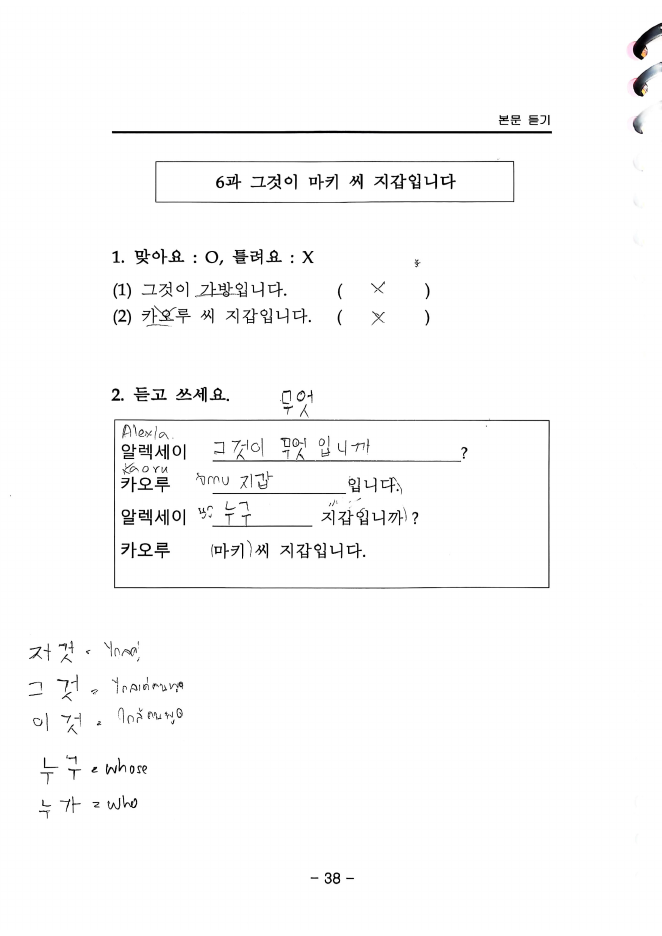 본문 듣기
6과 그것이 마키 씨 지갑입니다
1. 맞아요 : O, 틀려요 : X
(1) 그것이 가방입니다. ( X )
(2) 카오루 씨 지갑입니다. ( X )
2. 듣고 쓰세요. 무엇
Alexia.
알렉세이 그것이 무엇 입니까 ?
Kaoru
카오루 지갑 입니다.
알렉세이 누구 지갑입니까?
카오루 (마키) 씨 지갑입니다.
저것 =
그것 =
이것 =
누구 = whose
누가 = who
- 38 -